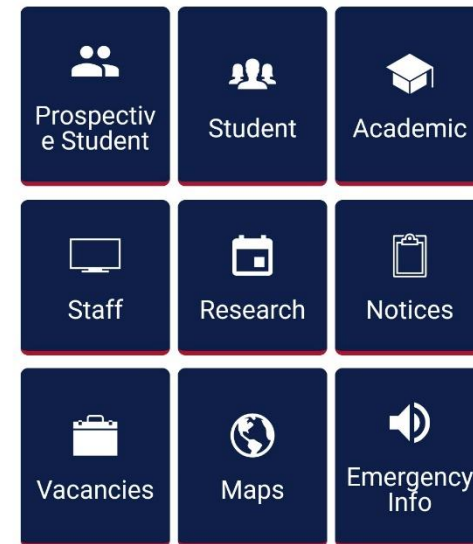 Prospectiv
e Student
Student
Academic
Staff
Research
Notices
Vacancies
Maps
Emergency
Info